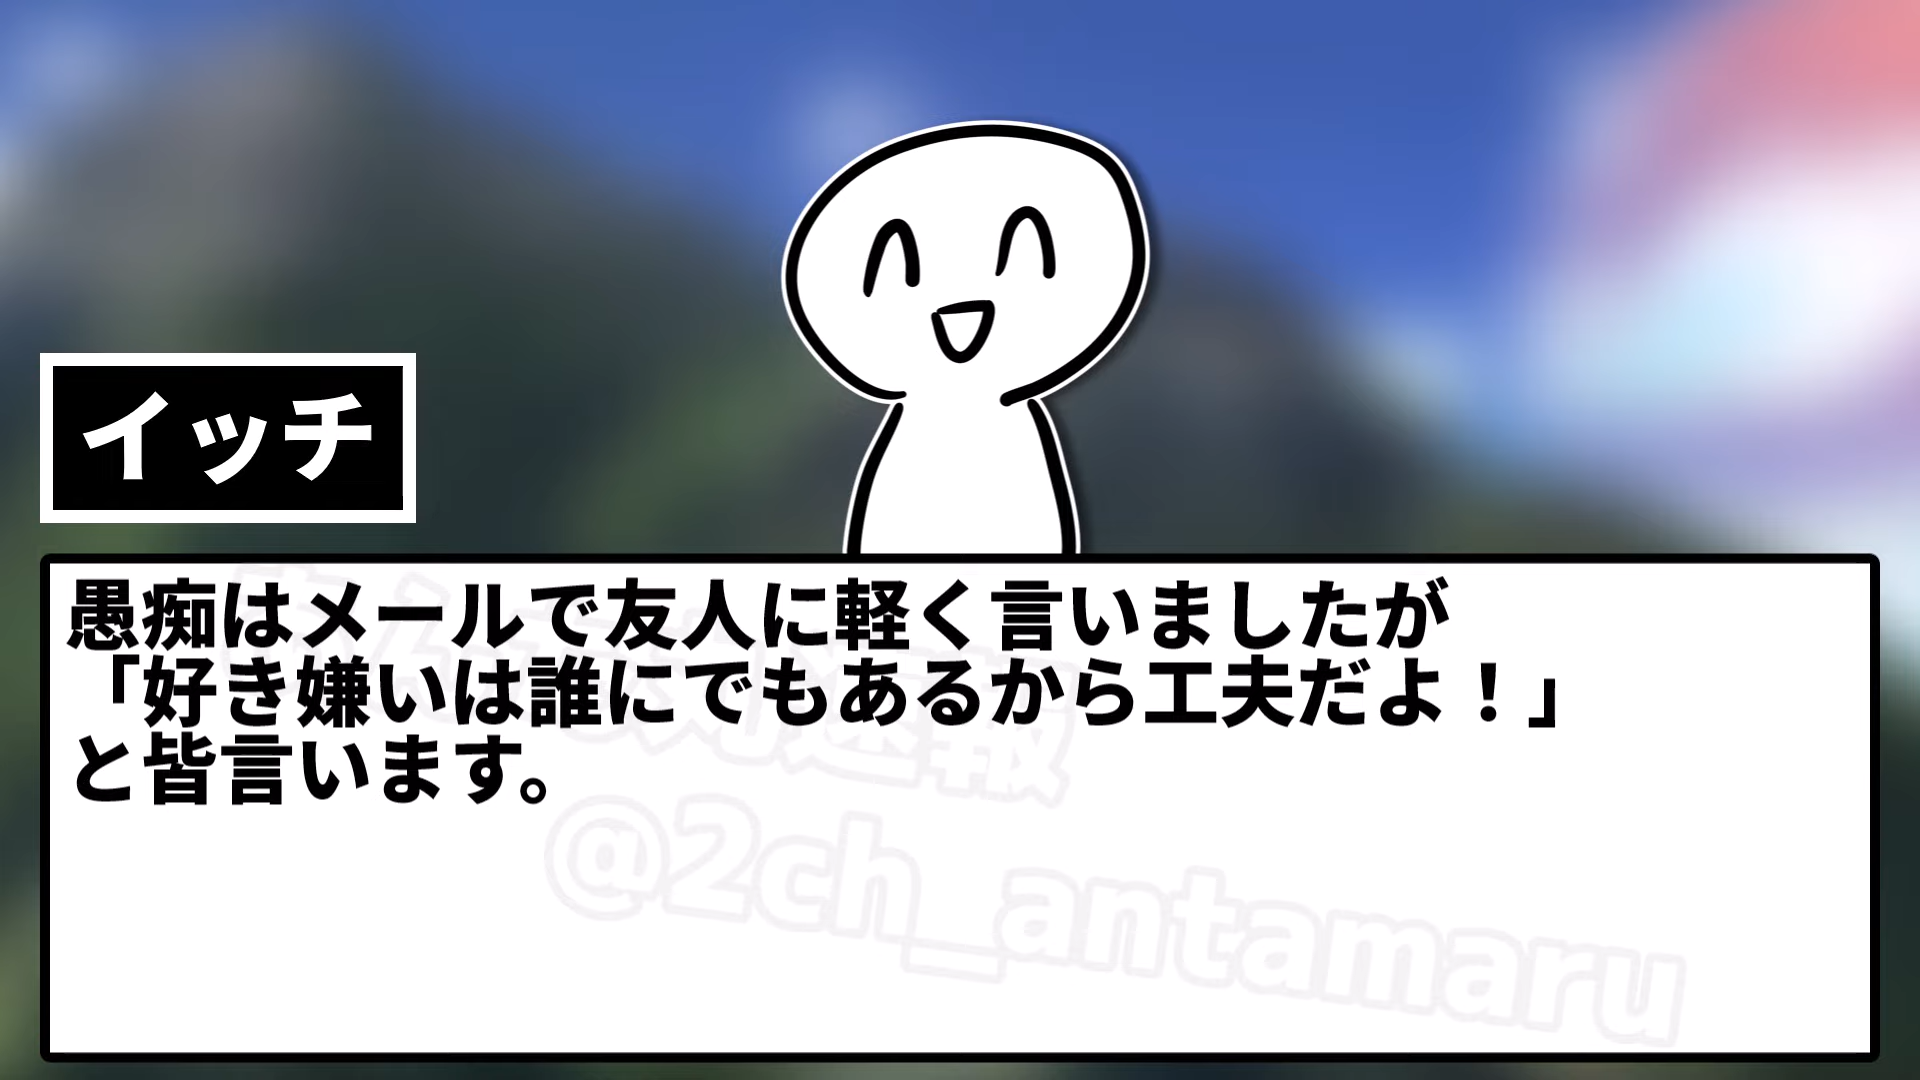 イッチ
愚痴はメールで友人に軽く言いましたが
「好き嫌いは誰にでもあるから工夫だよ！」
と皆言います。
@2ch_antamaru